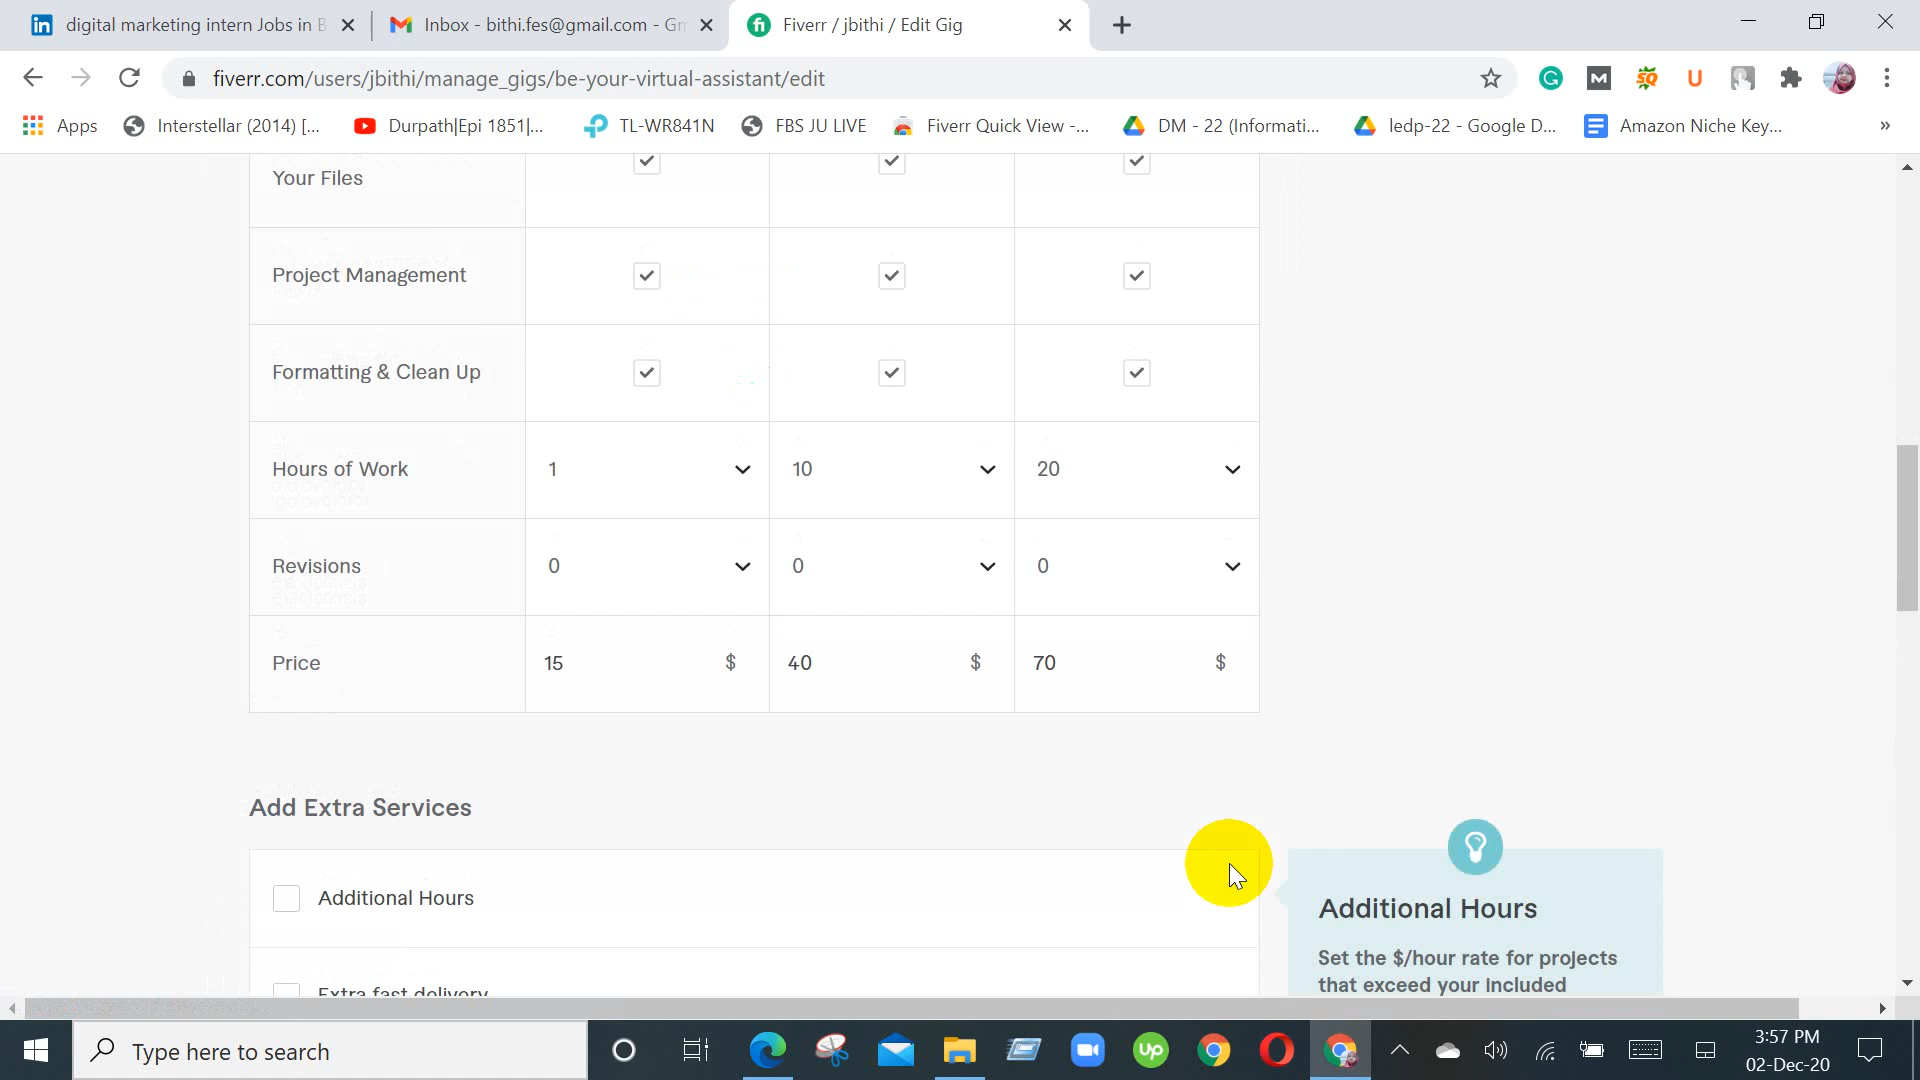 digital marketing intern Jobs in B
Inbox - bithi.fes@gmail.com - Gm
Fiverr / jbithi / Edit Gig
fiverr.com/users/jbithi/manage_gigs/be-your-virtual-assistant/edit
Apps
Interstellar (2014) [...
Durpath|Epi 1851|...
TL-WR841N
FBS JU LIVE
Fiverr Quick View -...
DM - 22 (Informati...
ledp-22 - Google D...
Amazon Niche Key...
»
Your Files
Project Management
Formatting & Clean Up
Hours of Work 1 10 20
Revisions 0 0 0
Price 15 $ 40 $ 70 $
Add Extra Services
Additional Hours
Extra fast delivery
Additional Hours
Set the $/hour rate for projects
that exceed your included
Type here to search
3:57 PM
02-Dec-20